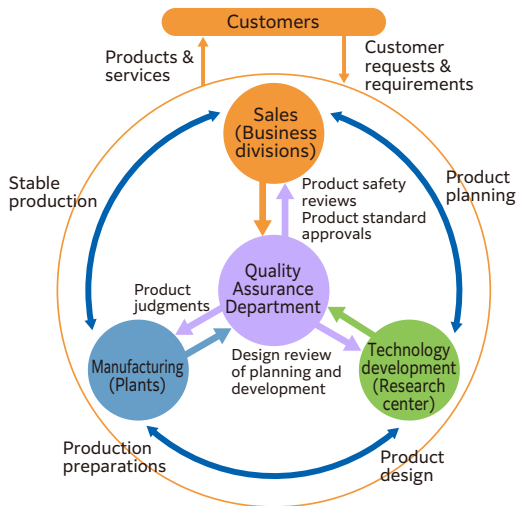 Customers
Products &
services
Customer
requests &
requirements
Sales
(Business
divisions)
Stable
production
Product
planning
Product safety
reviews
Product standard
approvals
Quality
Assurance
Department
Product
judgments
Manufacturing
(Plants)
Design review
of planning and
development
Technology
development
(Research
center)
Production
preparations
Product
design